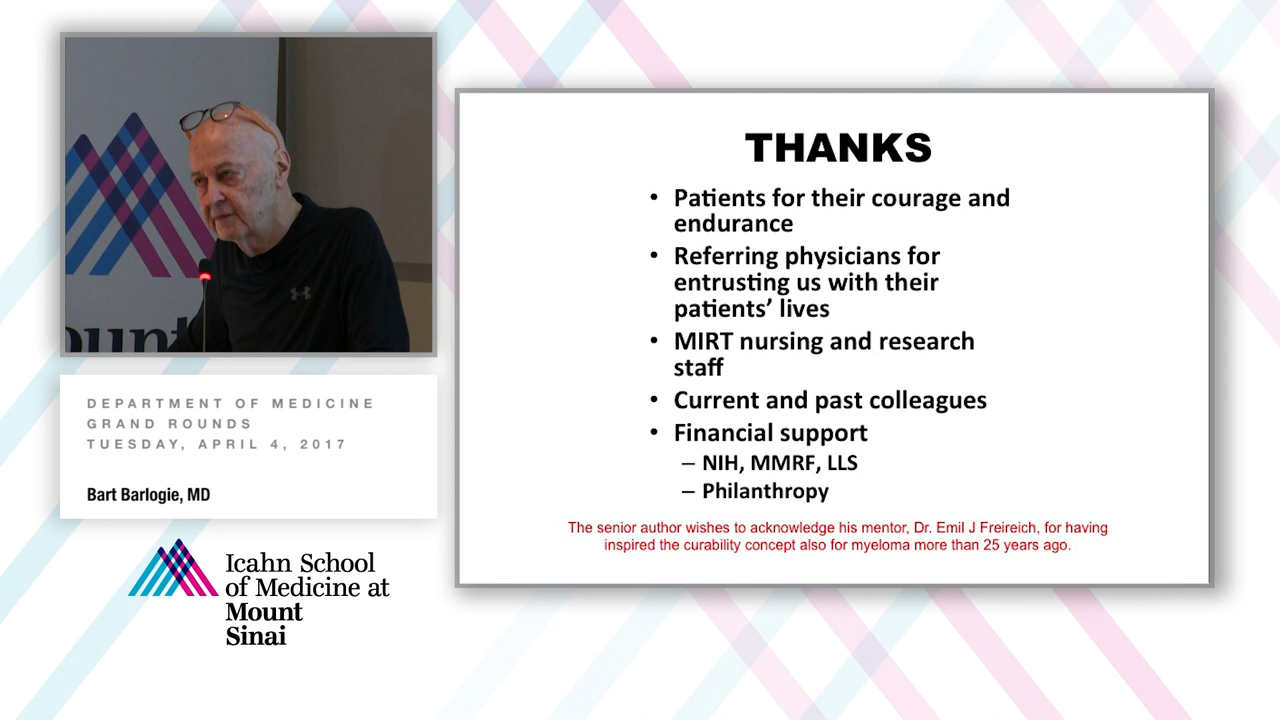 DEPARTMENT OF MEDICINE
GRAND ROUNDS
TUESDAY, APRIL 4, 2017
Bart Barlogie, MD
Icahn School
of Medicine at
Mount
Sinai
THANKS
• Patients for their courage and
endurance
• Referring physicians for
entrusting us with their
patients’ lives
• MIRT nursing and research
staff
• Current and past colleagues
• Financial support
– NIH, MMRF, LLS
– Philanthropy
The senior author wishes to acknowledge his mentor, Dr. Emil J Freireich, for having
inspired the curability concept also for myeloma more than 25 years ago.